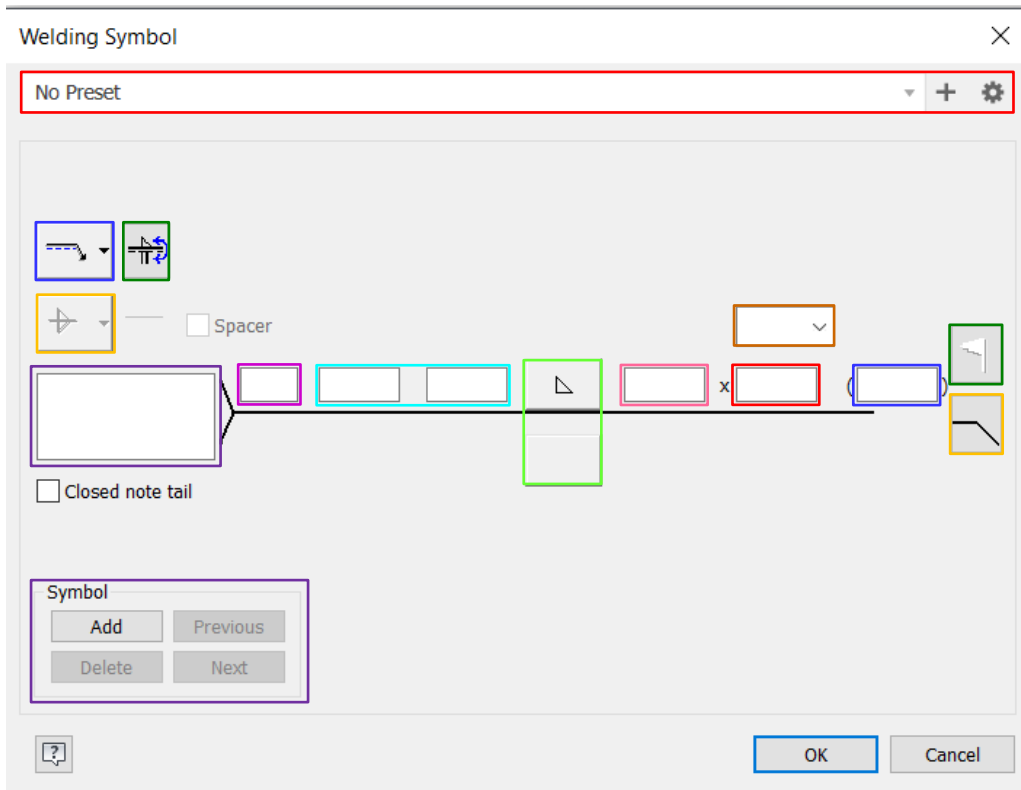 Welding Symbol
No Preset
Spacer
x ( )
Closed note tail
Symbol
Add Previous
Delete Next
? OK Cancel